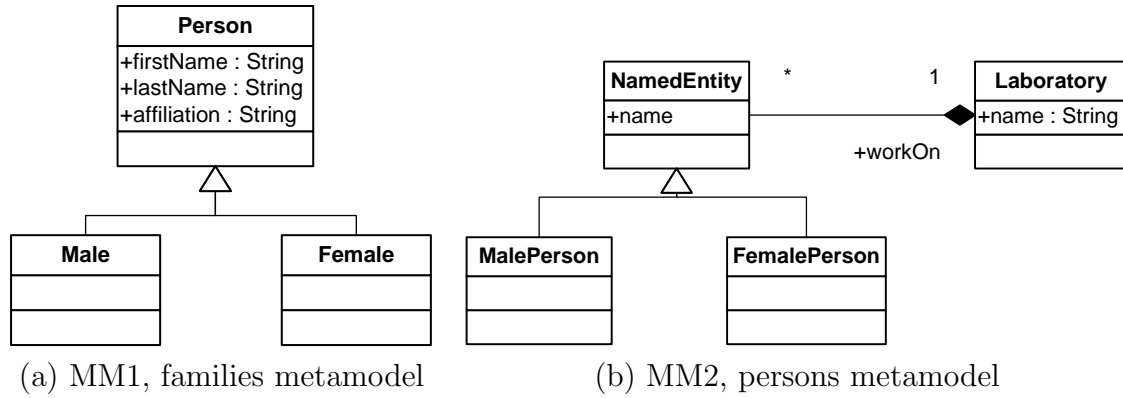 Person
+firstName : String
+lastName : String
+affiliation : String
Male
Female
(a) MM1, families metamodel
NamedEntity
+name
*
1
+workOn
Laboratory
+name : String
MalePerson
FemalePerson
(b) MM2, persons metamodel